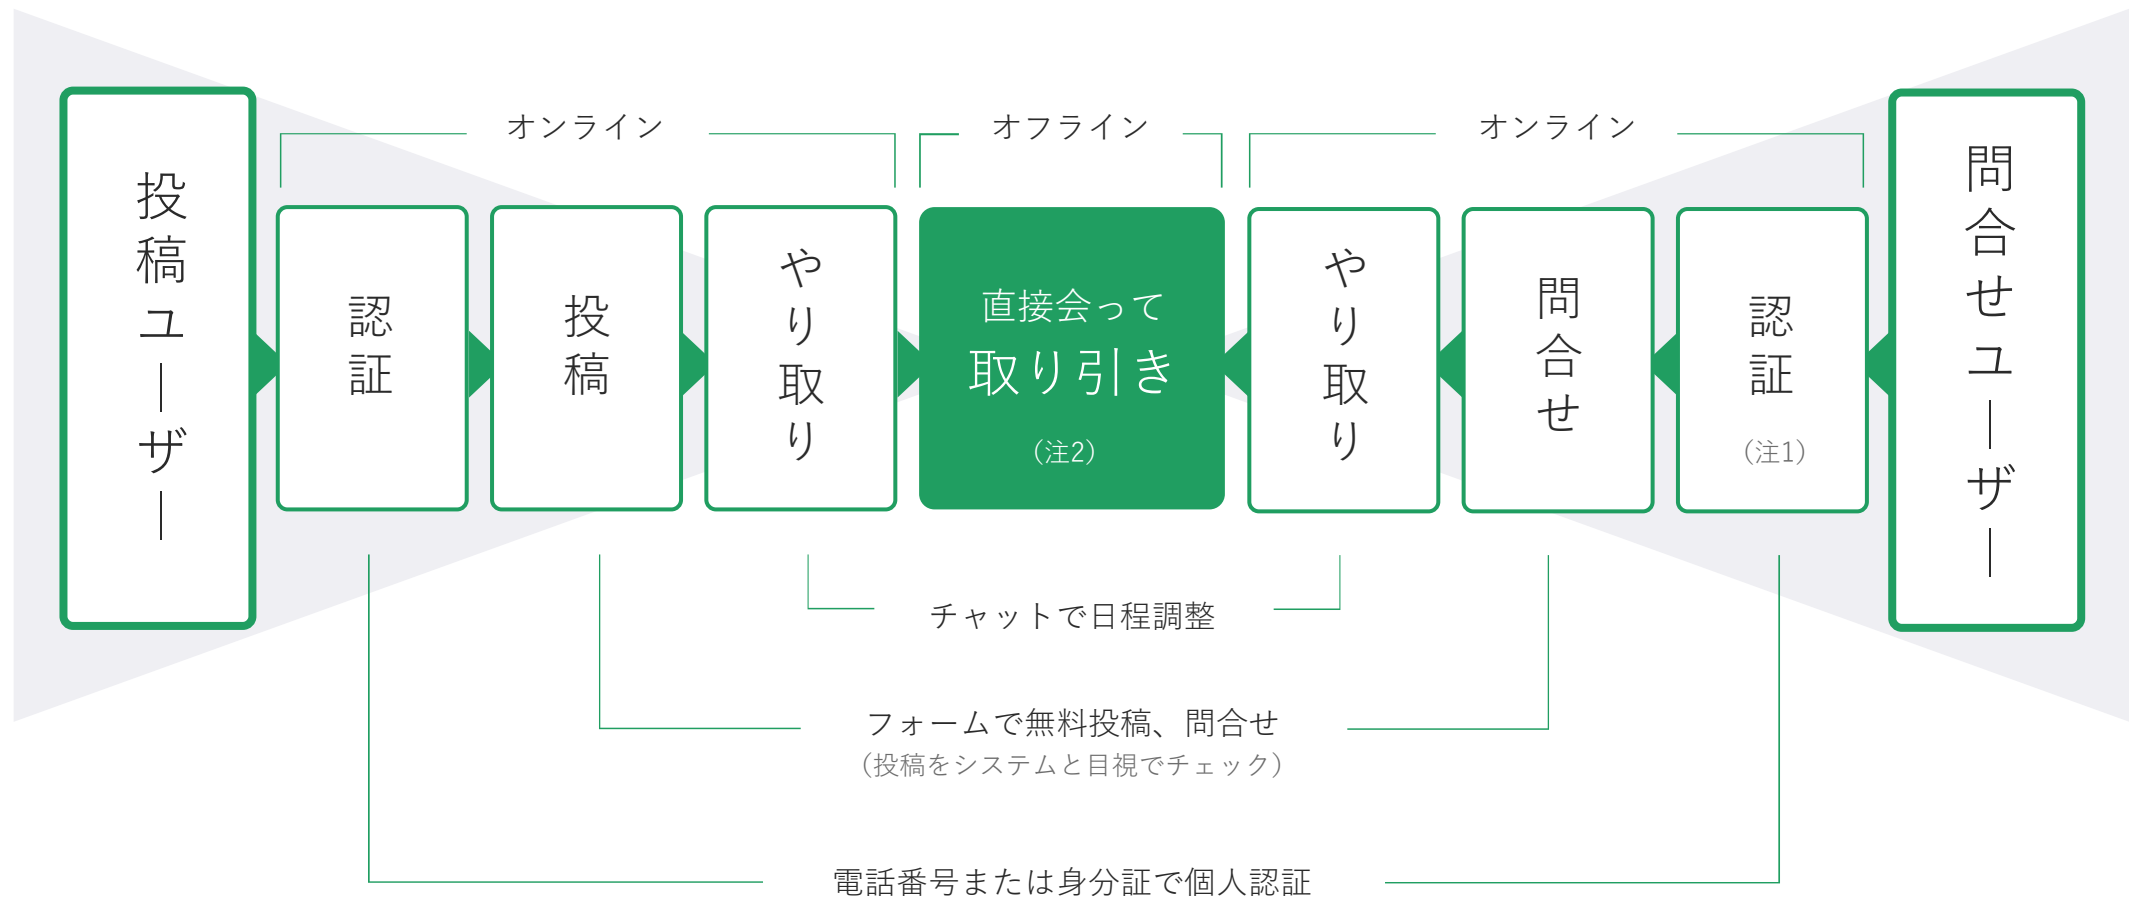 オンライン
オフライン
オンライン
投稿ユーザー
認証
投稿
やり取り
直接会って
取り引き
（注2）
やり取り
問合せ
認証
（注1）
問合せユーザー
チャットで日程調整
フォームで無料投稿、問合せ
（投稿をシステムと目視でチェック）
電話番号または身分証で個人認証